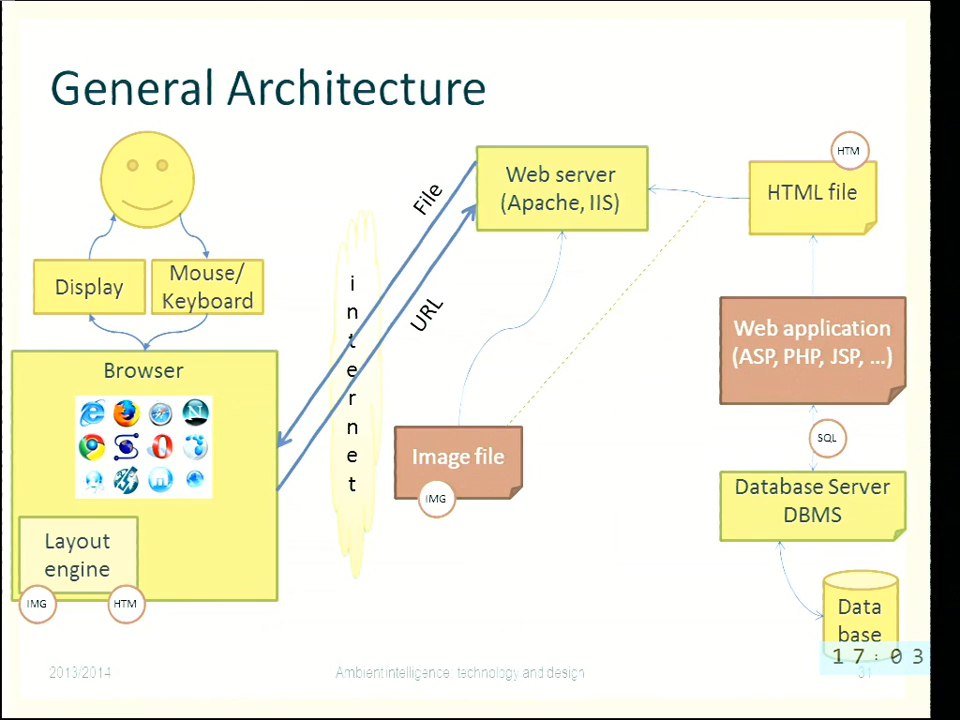 General Architecture
HTM
Web server
(Apache, IIS)
HTML file
File
URL
Display
Mouse/
Keyboard
internet
Web application
(ASP, PHP, JSP, ...)
Browser
SQL
Image file
IMG
Database Server
DBMS
Layout
engine
IMG
HTM
Data
base
17:03
2013/2014
Ambient intelligence: technology and design
31